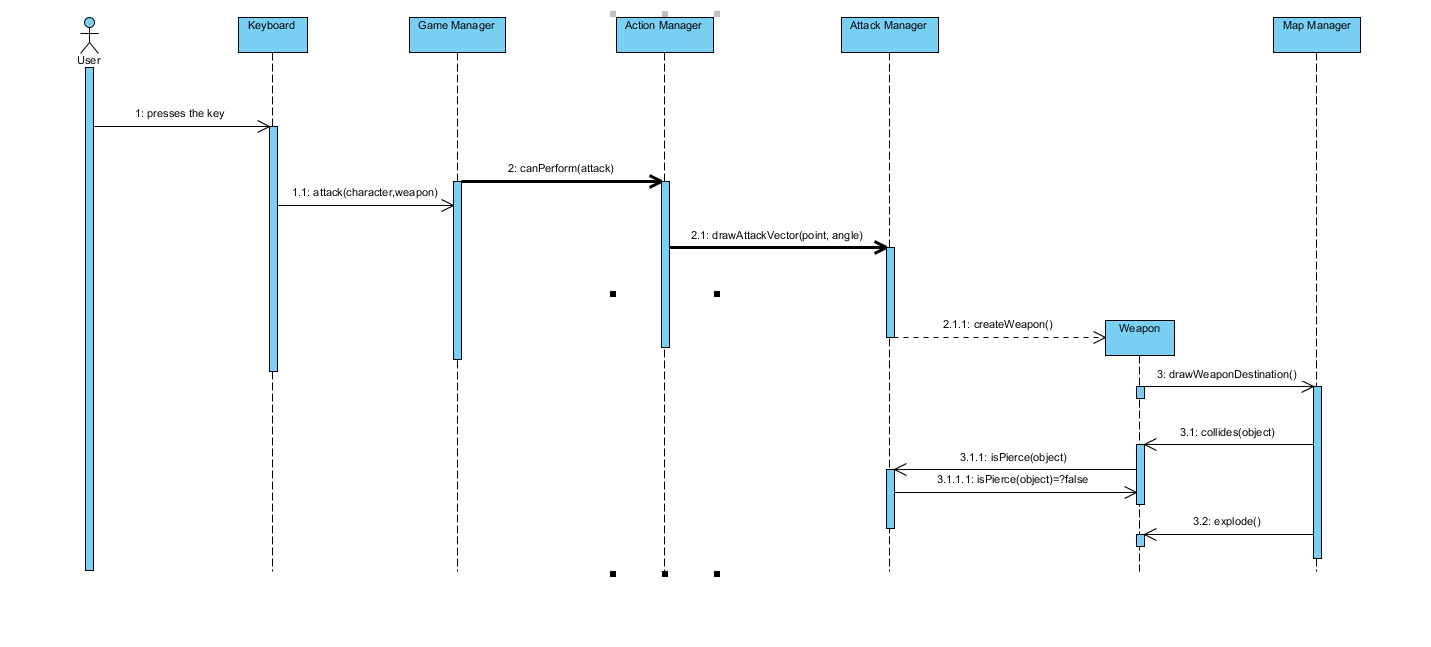 Keyboard
Game Manager
Action Manager
Attack Manager
Map Manager
User
1: presses the key
2: canPerform(attack)
1.1: attack(character,weapon)
2.1: drawAttackVector(point, angle)
2.1.1: createWeapon()
Weapon
3: drawWeaponDestination()
3.1: collides(object)
3.1.1: isPierce(object)
3.1.1.1: isPierce(object)=?false
3.2: explode()